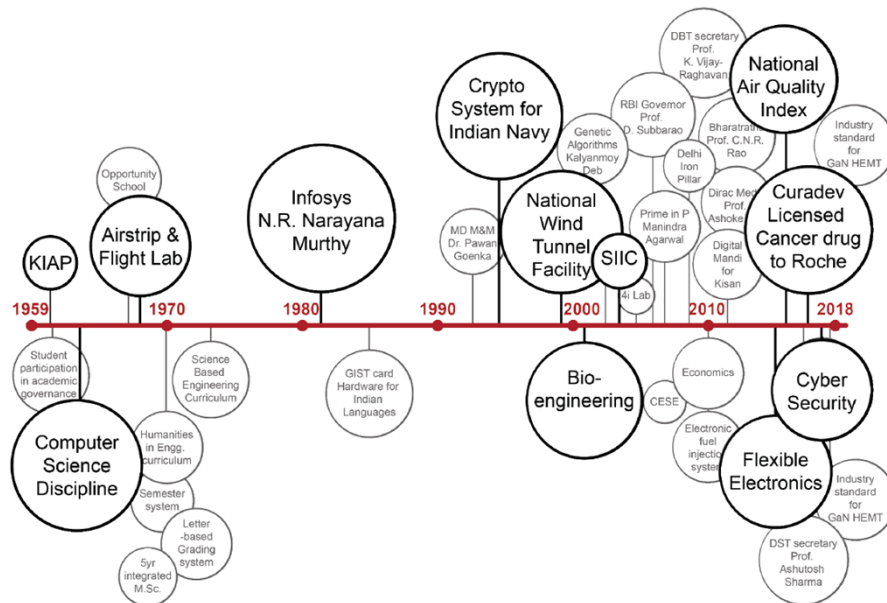 DBT secretary
Prof.
K. Vijay-
Raghavan
National
Air Quality
Index
Crypto
System for
Indian Navy
RBI Governor
Prof.
D. Subbarao
Genetic
Algorithms
Kalyanmoy
Deb
Bharatratna
Prof. C.N.R.
Rao
Industry
standard
for
GaN HEMT
Delhi
Iron
Pillar
Opportunity
School
Infosys
N.R. Narayana
Murthy
National
Wind
Tunnel
Facility
Dirac Med
Prof.
Ashoke
Curadev
Licensed
Cancer drug
to Roche
Airstrip &
Flight Lab
MD M&M
Dr. Pawan
Goenka
Prime in P
Manindra
Agarwal
KIAP
SIIC
Digital
Mandi
for
Kisan
4i Lab
1959
1970
1980
1990
2000
2010
2018
Student
participation
in academic
governance
Science
Based
Engineering
Curriculum
GIST card
Hardware for
Indian
Languages
Bio-
engineering
Economics
CESE
Cyber
Security
Computer
Science
Discipline
Humanities
in Engg.
curriculum
Electronic
fuel
injection
system
Flexible
Electronics
Semester
system
Industry
standard
for
GaN HEMT
Letter
-based
Grading
system
5yr
integrated
M.Sc.
DST secretary
Prof.
Ashutosh
Sharma